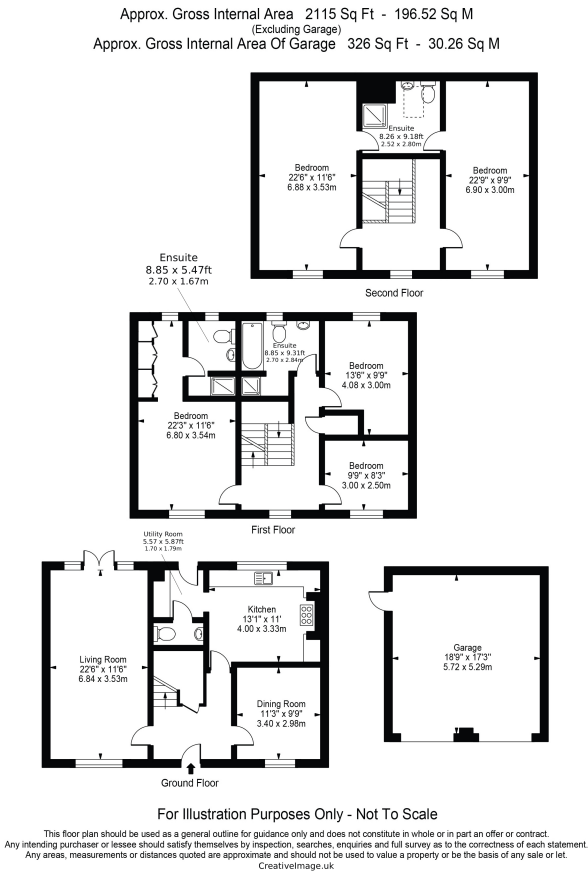 Approx. Gross Internal Area 2115 Sq Ft - 196.52 Sq M
(Excluding Garage)
Approx. Gross Internal Area Of Garage 326 Sq Ft - 30.26 Sq M
Ensuite
8.26 x 9.18ft
2.52 x 2.80m
Bedroom
22'6" x 11'6"
6.88 x 3.53m
Bedroom
22'9" x 9'9"
6.90 x 3.00m
Second Floor
Ensuite
8.85 x 5.47ft
2.70 x 1.67m
Ensuite
8.85 x 9.31ft
2.70 x 2.84m
Bedroom
13'6" x 9'9"
4.08 x 3.00m
Bedroom
22'3" x 11'6"
6.80 x 3.54m
Bedroom
9'9" x 8'3"
3.00 x 2.50m
First Floor
Utility Room
5.57 x 5.87ft
1.70 x 1.79m
Kitchen
13'1" x 11'
4.00 x 3.33m
Living Room
22'6" x 11'6"
6.84 x 3.53m
Dining Room
11'3" x 9'9"
3.40 x 2.98m
Garage
18'9" x 17'3"
5.72 x 5.29m
Ground Floor
For Illustration Purposes Only - Not To Scale
This floor plan should be used as a general outline for guidance only and does not constitute in whole or in part an offer or contract.
Any intending purchaser or lessee should satisfy themselves by inspection, searches, enquiries and full survey as to the correctness of each statement.
Any areas, measurements or distances quoted are approximate and should not be used to value a property or be the basis of any sale or let.
CreativeImage.uk